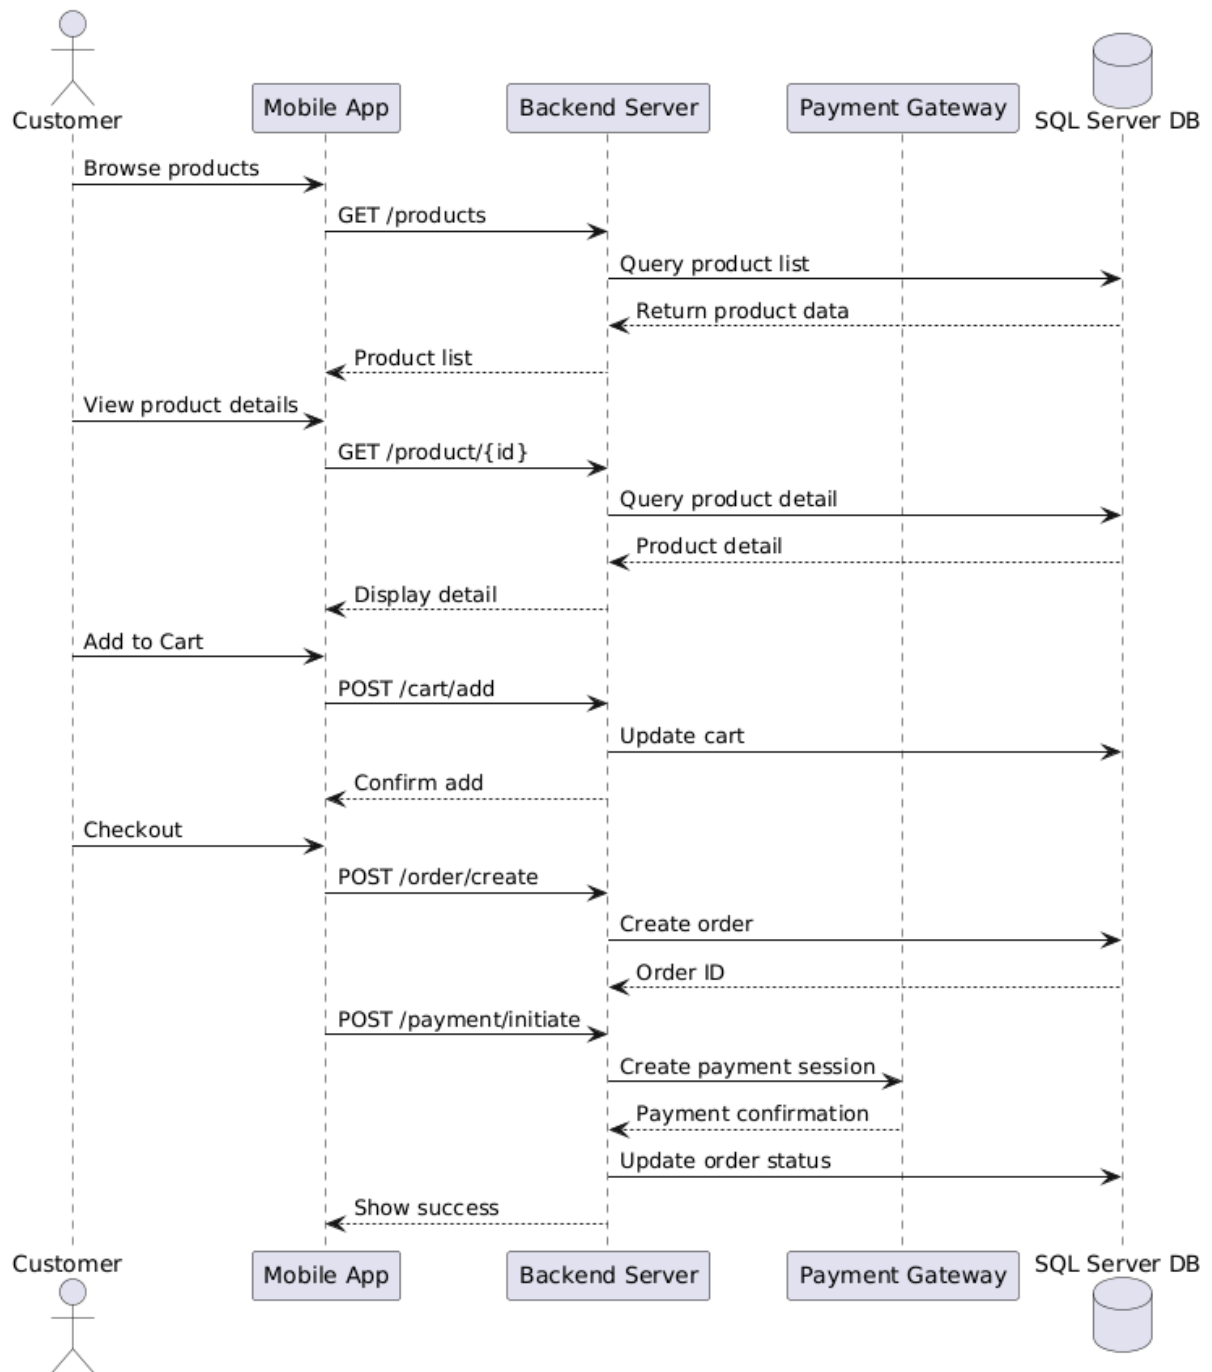 Customer
Mobile App
Backend Server
Payment Gateway
SQL Server DB
Browse products
GET /products
Query product list
Return product data
Product list
View product details
GET /product/{id}
Query product detail
Product detail
Display detail
Add to Cart
POST /cart/add
Update cart
Confirm add
Checkout
POST /order/create
Create order
Order ID
POST /payment/initiate
Create payment session
Payment confirmation
Update order status
Show success
Customer
Mobile App
Backend Server
Payment Gateway
SQL Server DB